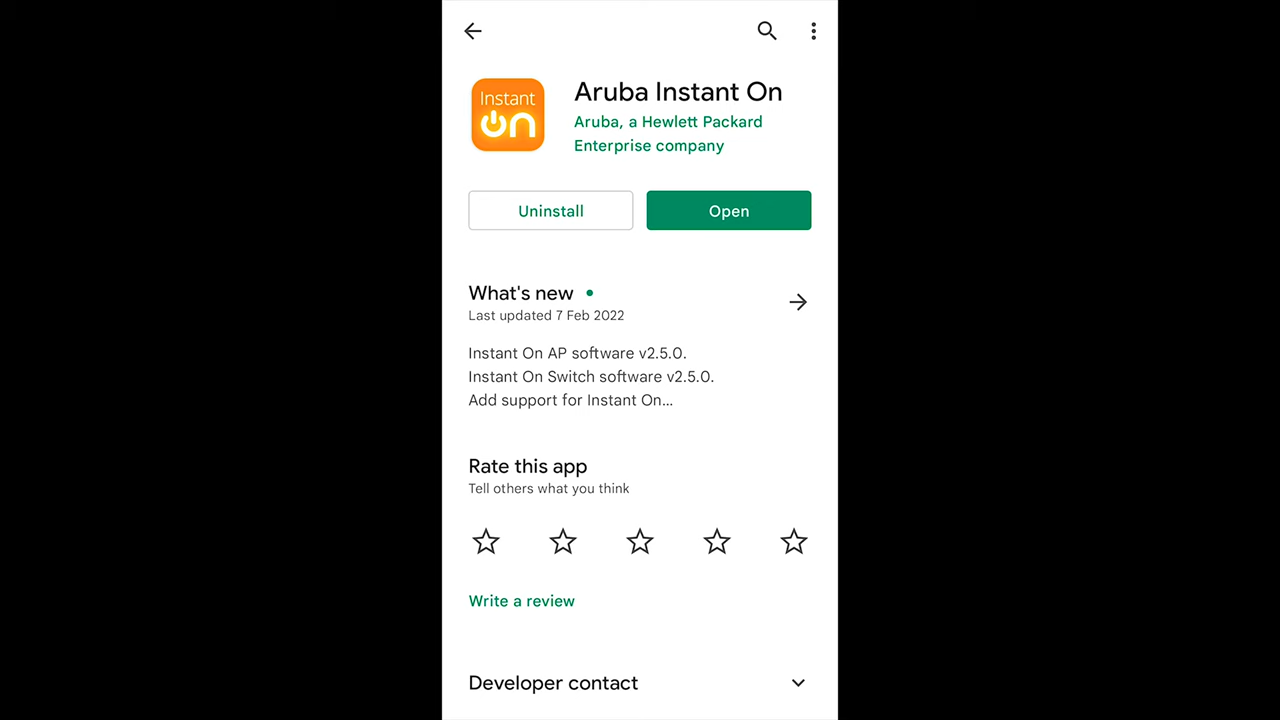 Instant
on
Aruba Instant On
Aruba, a Hewlett Packard
Enterprise company
Uninstall
Open
What's new
Last updated 7 Feb 2022
Instant On AP software v2.5.0.
Instant On Switch software v2.5.0.
Add support for Instant On...
Rate this app
Tell others what you think
Write a review
Developer contact